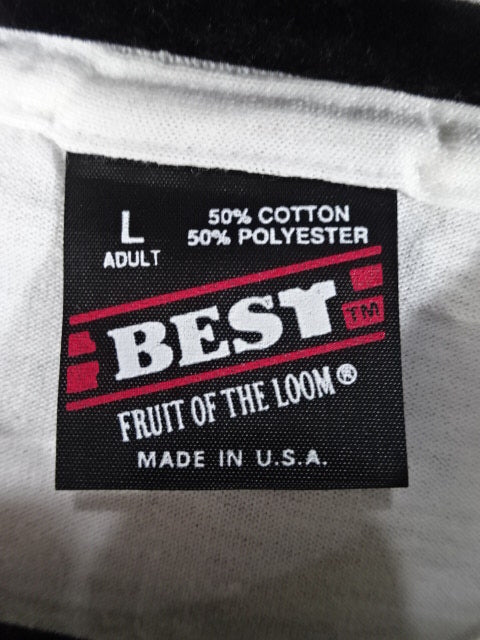 L
ADULT
50% COTTON
50% POLYESTER
BEST
TM
FRUIT OF THE LOOM®
MADE IN U.S.A.